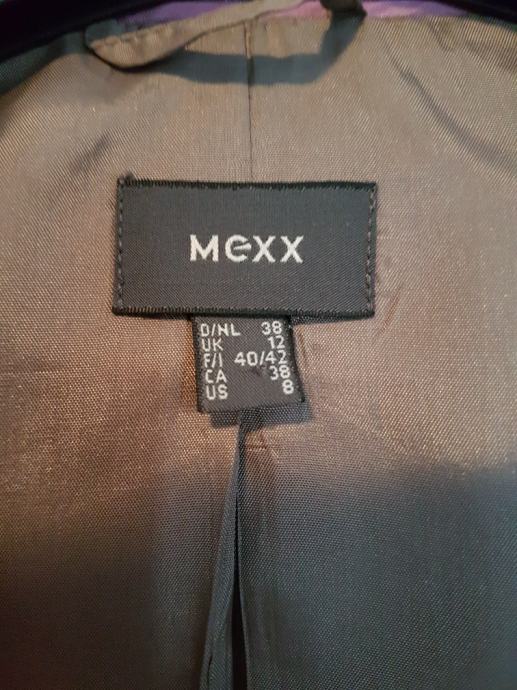 Mexx
D/NL 38
UK 12
F/I 40/42
CA 38
US 8